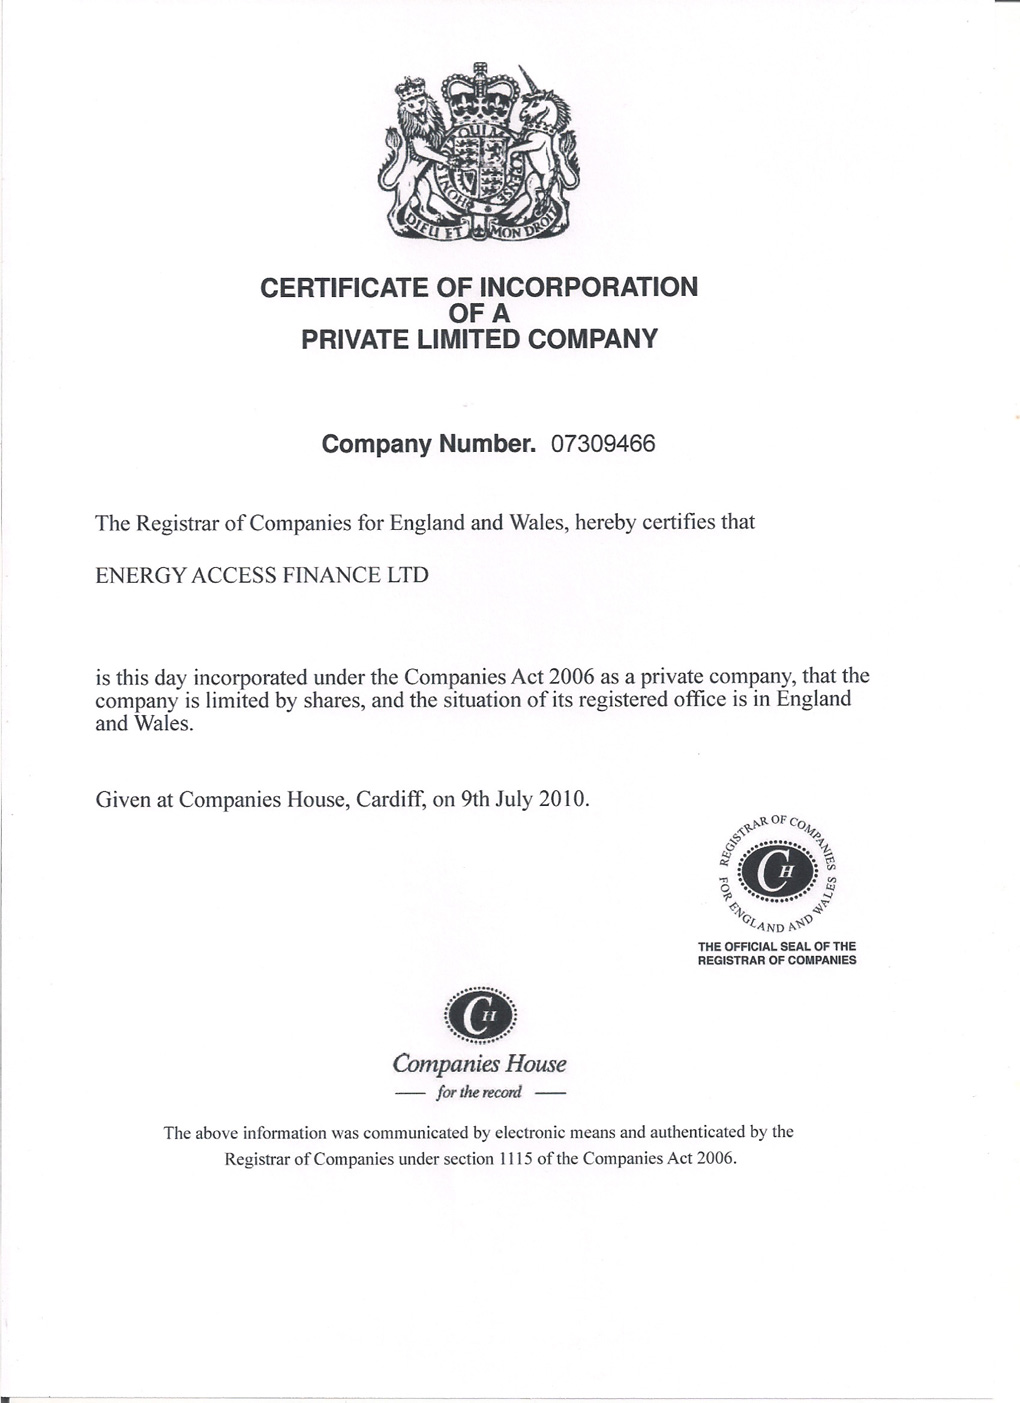 QUI M
Y SOIT HONI
PENSE
DIEU ET MON DROIT
CERTIFICATE OF INCORPORATION
OF A
PRIVATE LIMITED COMPANY
Company Number. 07309466
The Registrar of Companies for England and Wales, hereby certifies that
ENERGY ACCESS FINANCE LTD
is this day incorporated under the Companies Act 2006 as a private company, that the
company is limited by shares, and the situation of its registered office is in England
and Wales.
Given at Companies House, Cardiff, on 9th July 2010.
REGISTRAR OF COMPANIES
FOR ENGLAND AND WALES
CH
THE OFFICIAL SEAL OF THE
REGISTRAR OF COMPANIES
CH
Companies House
for the record
The above information was communicated by electronic means and authenticated by the
Registrar of Companies under section 1115 of the Companies Act 2006.